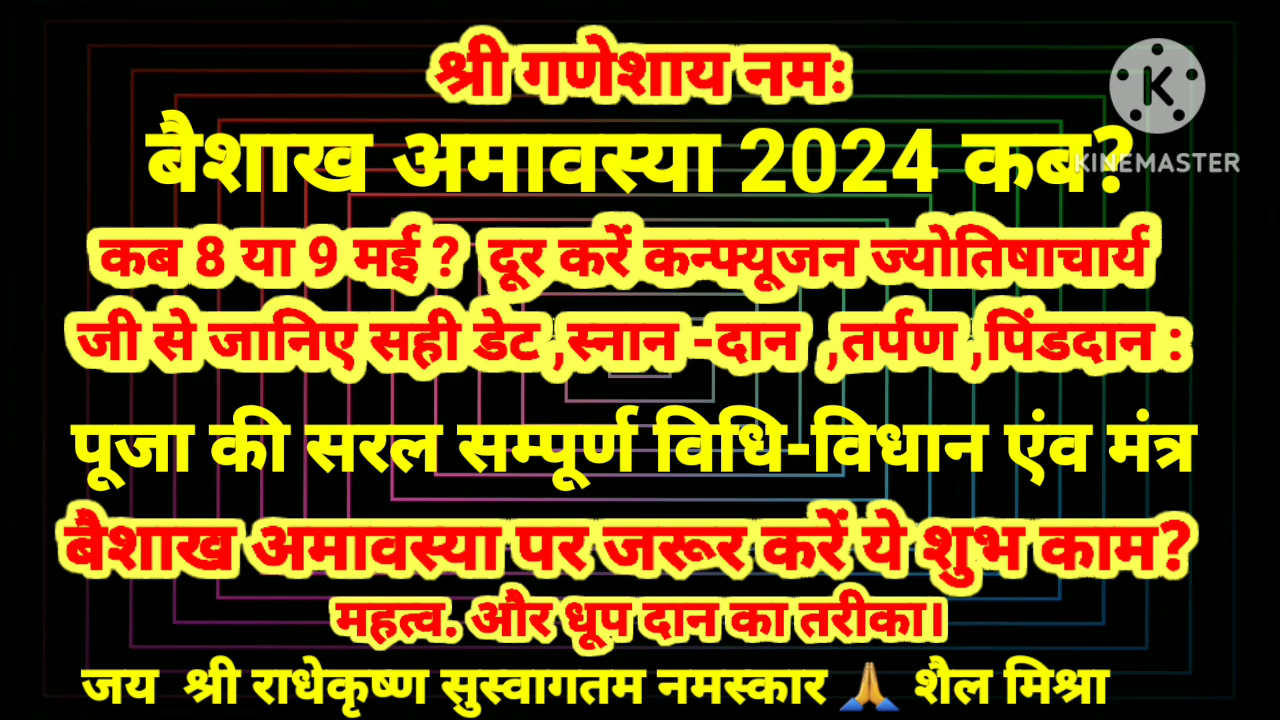 श्री गणेशाय नमः
बैशाख अमावस्या 2024 कब?
KINEMASTER
कब 8 या 9 मई ? दूर करें कन्फ्यूजन ज्योतिषाचार्य
जी से जानिए सही डेट ,स्नान -दान ,तर्पण ,पिंडदान :
पूजा की सरल सम्पूर्ण विधि-विधान एंव मंत्र
बैशाख अमावस्या पर जरूर करें ये शुभ काम?
महत्व. और धूप दान का तरीका।
जय श्री राधेकृष्ण सुस्वागतम नमस्कार 🙏 शैल मिश्रा